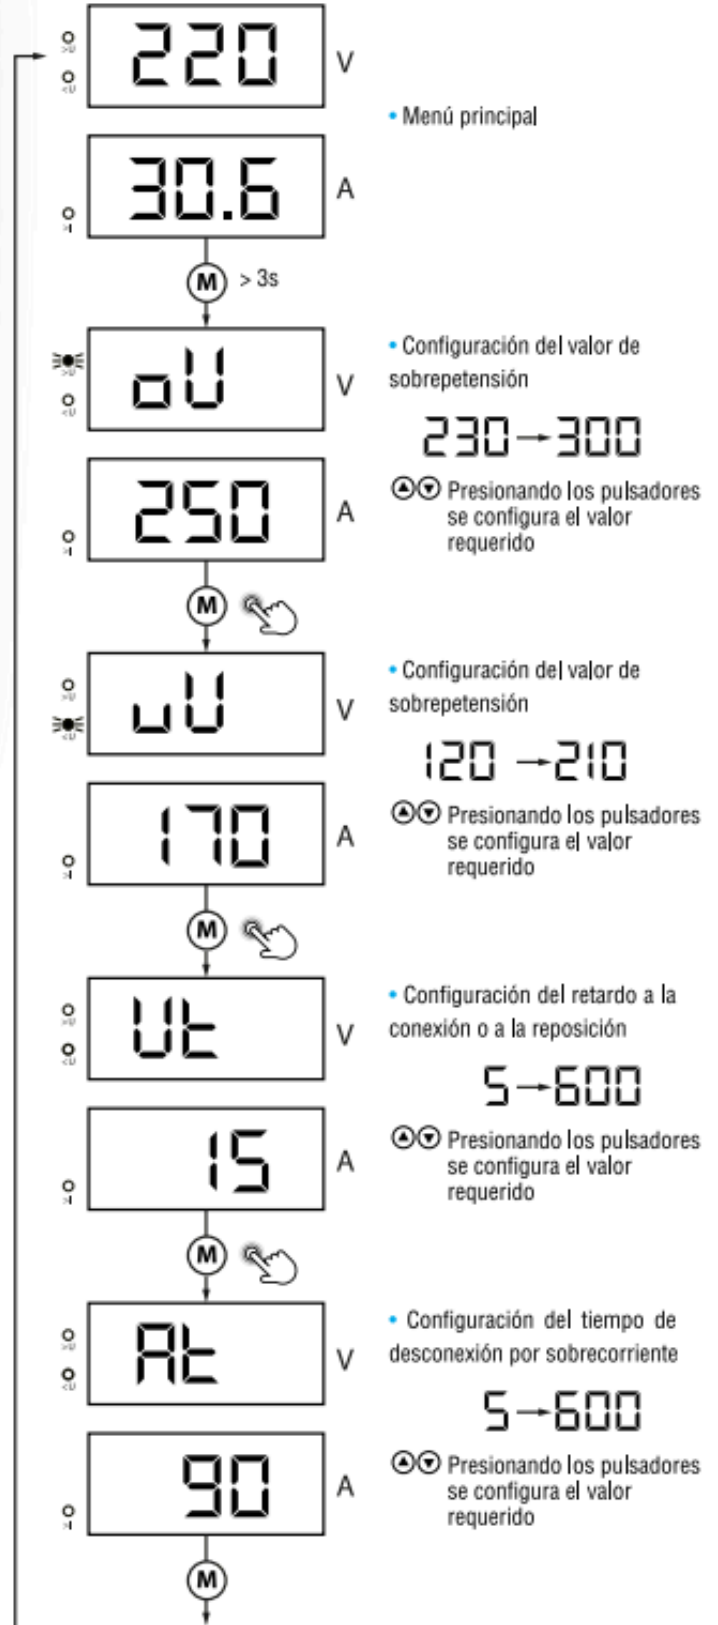 220 V
>U
<U
• Menú principal
30.6 A
>I
M > 3s
oU V
>U
<U
• Configuración del valor de
sobrepetensión
230→300
250 A
>I
Presionando los pulsadores
se configura el valor
requerido
M
uU V
>U
<U
• Configuración del valor de
sobrepetensión
120 →210
170 A
>I
Presionando los pulsadores
se configura el valor
requerido
M
Ut V
>U
<U
• Configuración del retardo a la
conexión o a la reposición
5→600
15 A
>I
Presionando los pulsadores
se configura el valor
requerido
M
At V
>U
<U
• Configuración del tiempo de
desconexión por sobrecorriente
5→600
90 A
>I
Presionando los pulsadores
se configura el valor
requerido
M